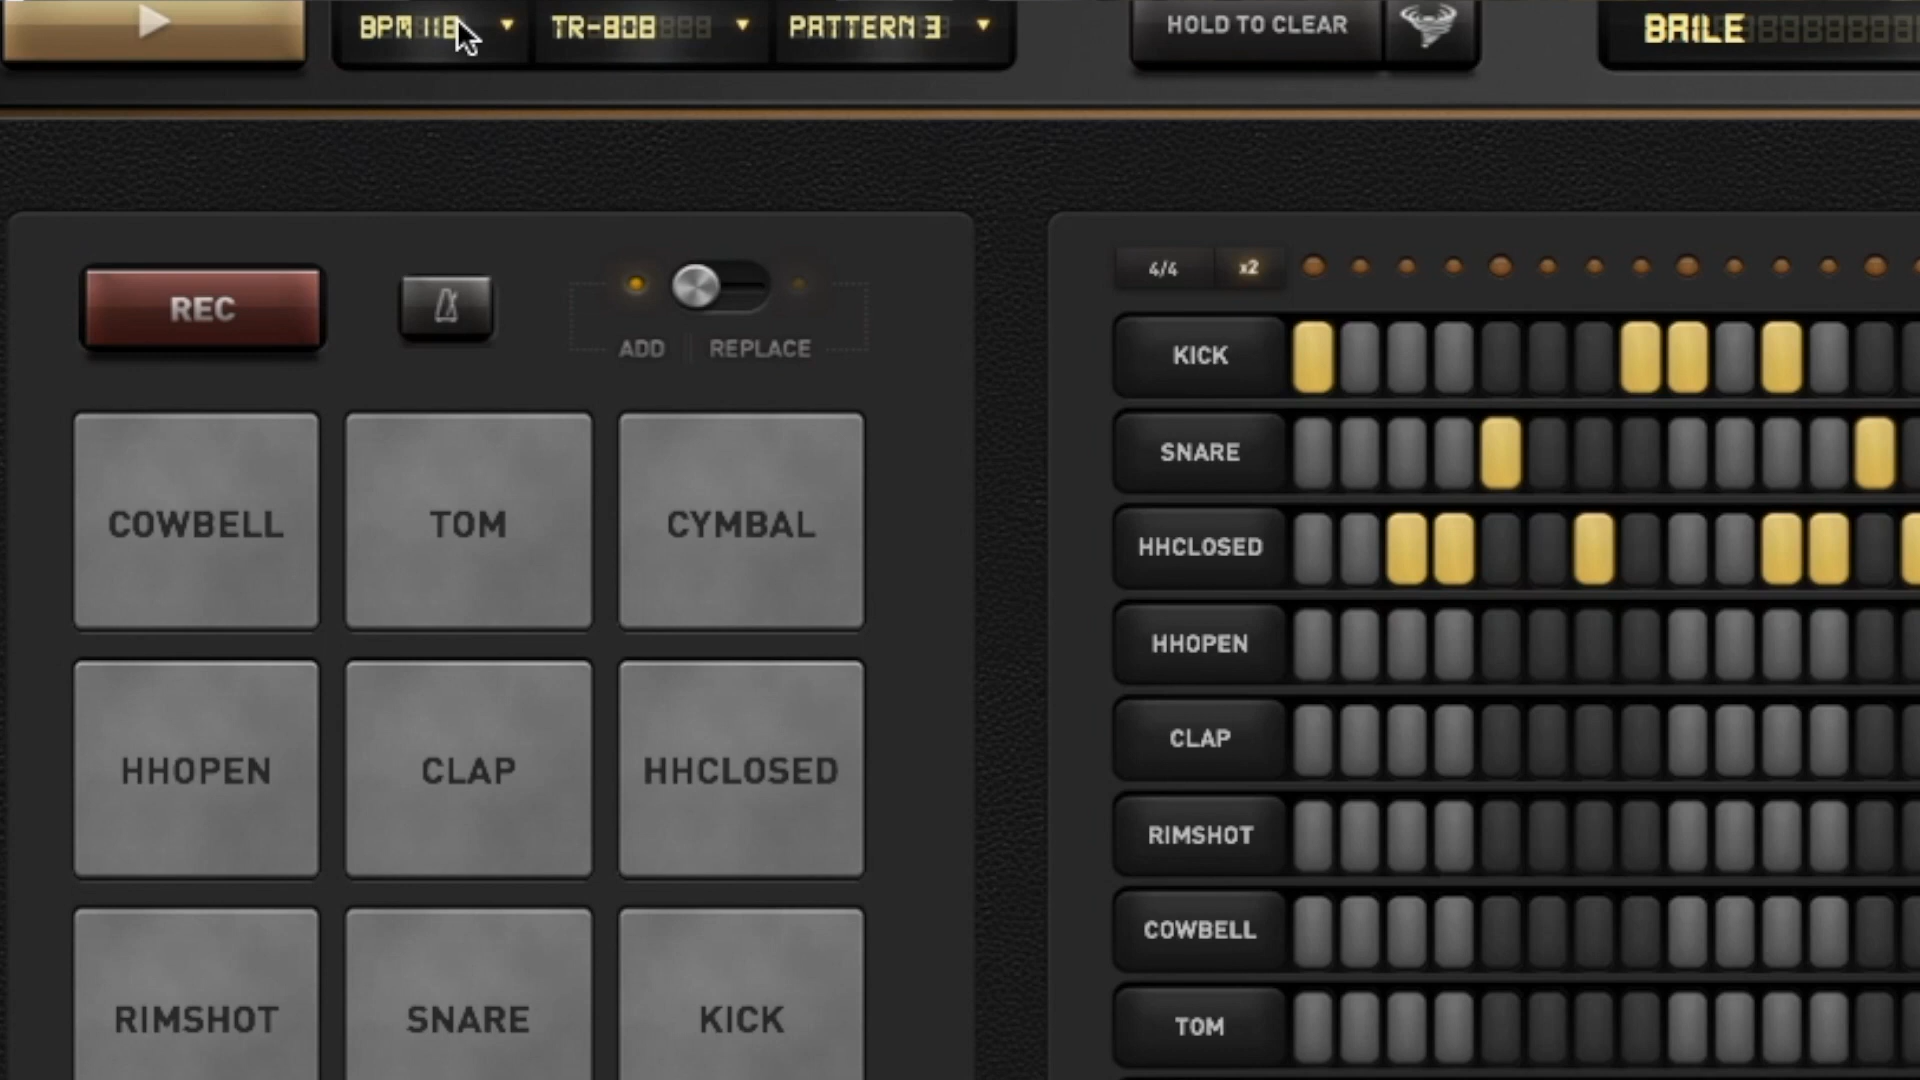 BPM 118 TR-808 PATTERN 3 HOLD TO CLEAR BAILE
REC ADD REPLACE 4/4 x2
COWBELL TOM CYMBAL
HHOPEN CLAP HHCLOSED
RIMSHOT SNARE KICK
KICK
SNARE
HHCLOSED
HHOPEN
CLAP
RIMSHOT
COWBELL
TOM